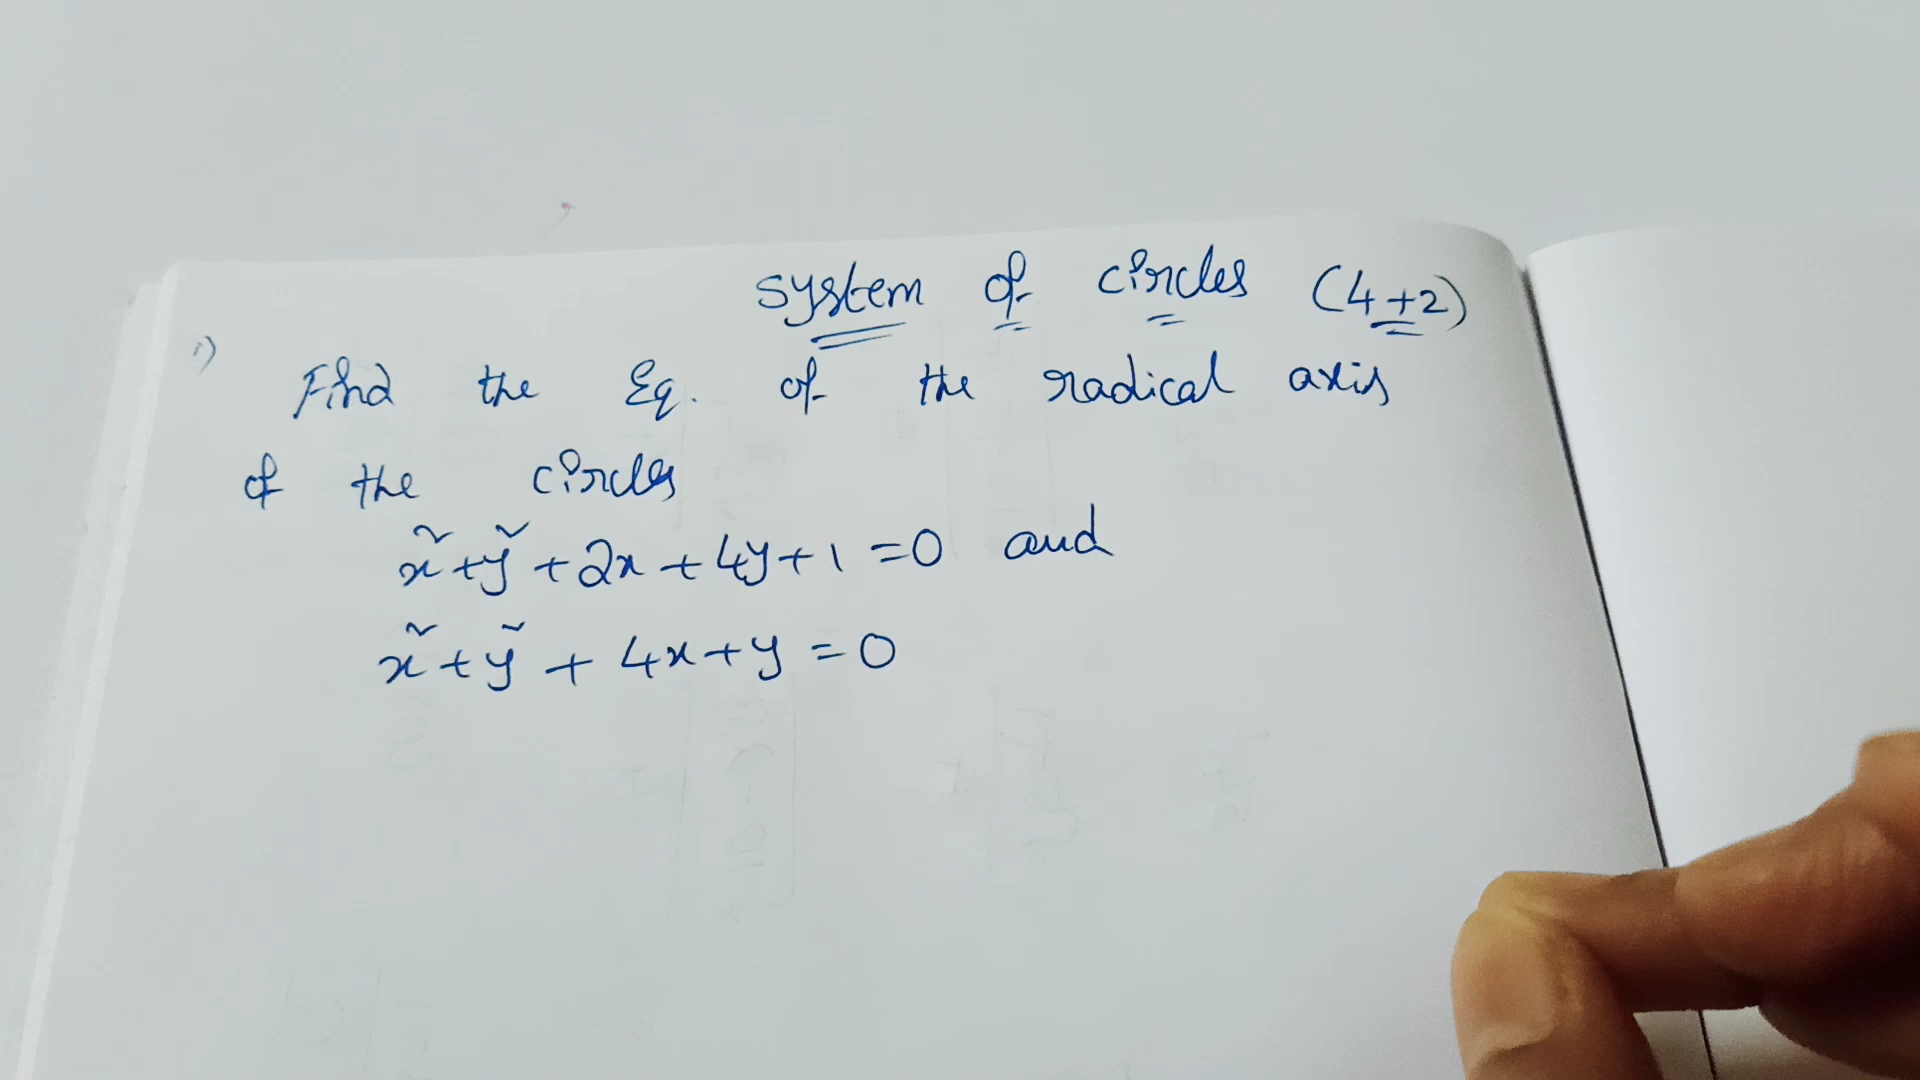 system of circles (4+2)
1)
Find the Eq. of the radical axis
of the circles
x²+y²+2x+4y+1=0 and
x²+y²+4x+y=0